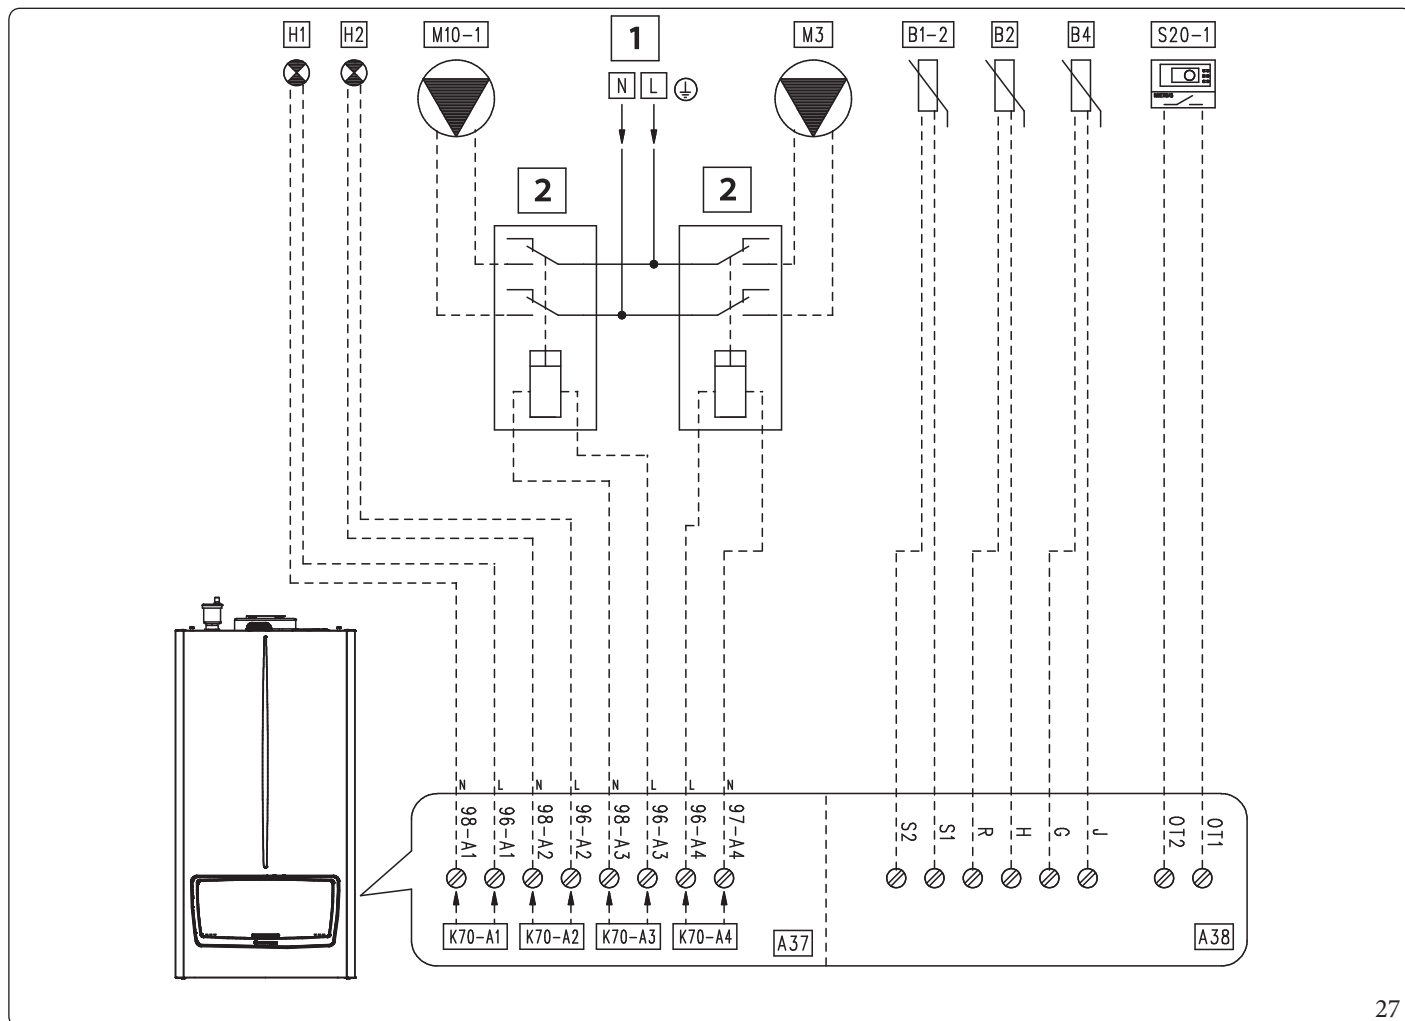 H1 H2 M10-1 1 M3 B1-2 B2 B4 S20-1
N L
2 2
N L N L N L L N
98-A1 96-A1 98-A2 96-A2 98-A3 96-A3 96-A4 97-A4 S2 S1 R H G J OT2 OT1
K70-A1 K70-A2 K70-A3 K70-A4 A37 A38
27